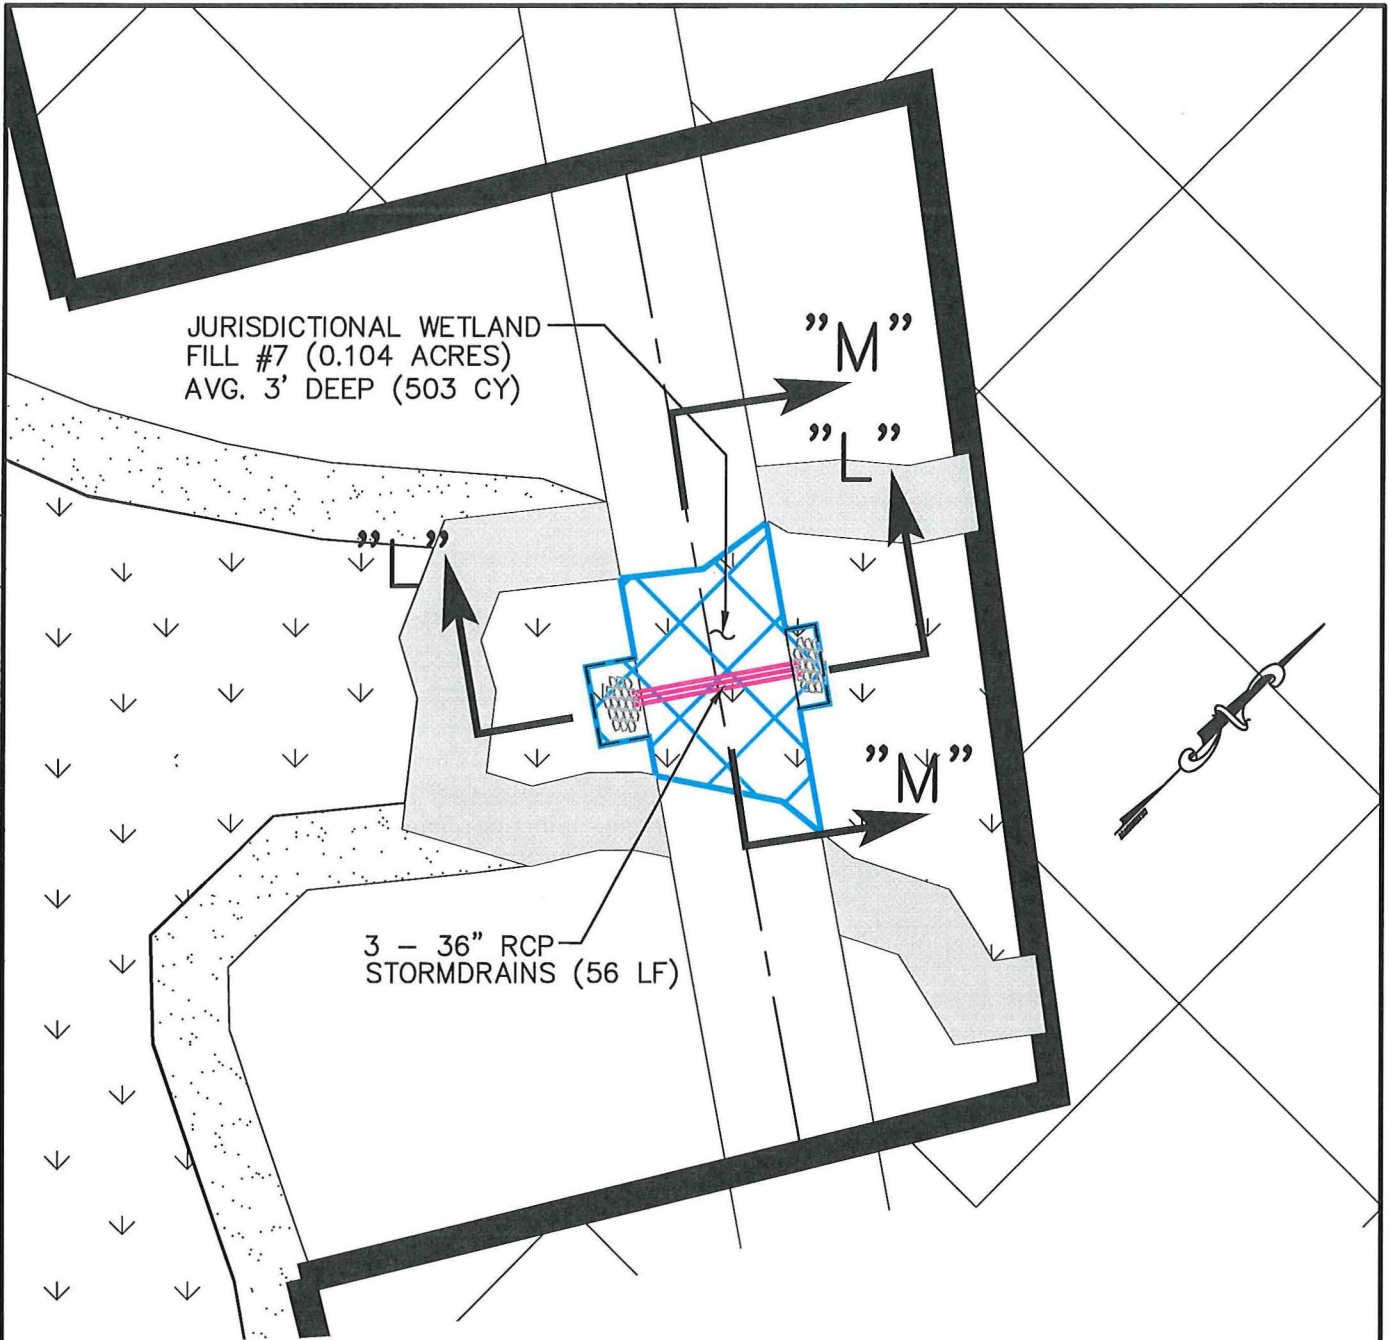 JURISDICTIONAL WETLAND
FILL #7 (0.104 ACRES)
AVG. 3' DEEP (503 CY)
"M"
"L"
"L"
"M"
3 – 36" RCP
STORMDRAINS (56 LF)